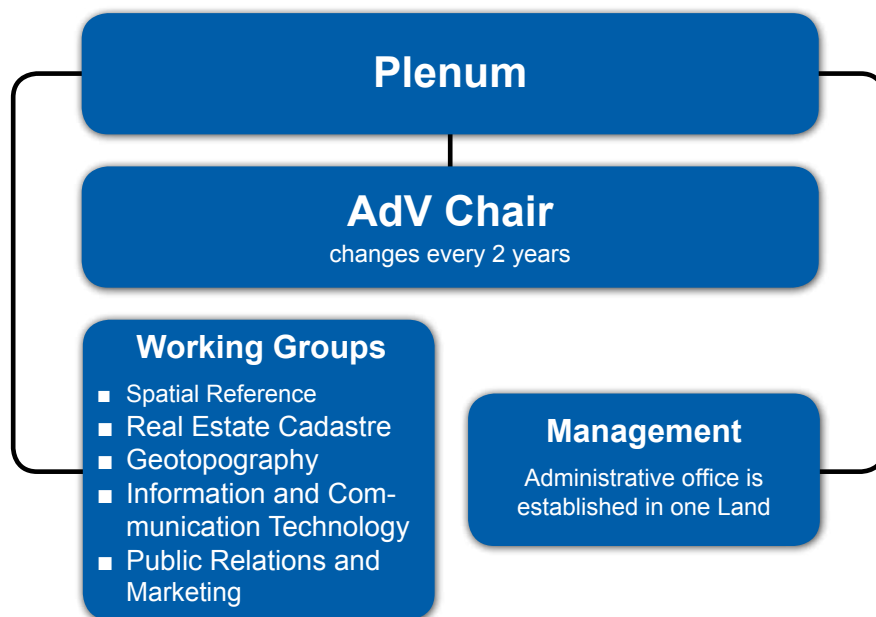 Plenum
AdV Chair
changes every 2 years
Working Groups
■ Spatial Reference
■ Real Estate Cadastre
■ Geotopography
■ Information and Com-
munication Technology
■ Public Relations and
Marketing
Management
Administrative office is
established in one Land